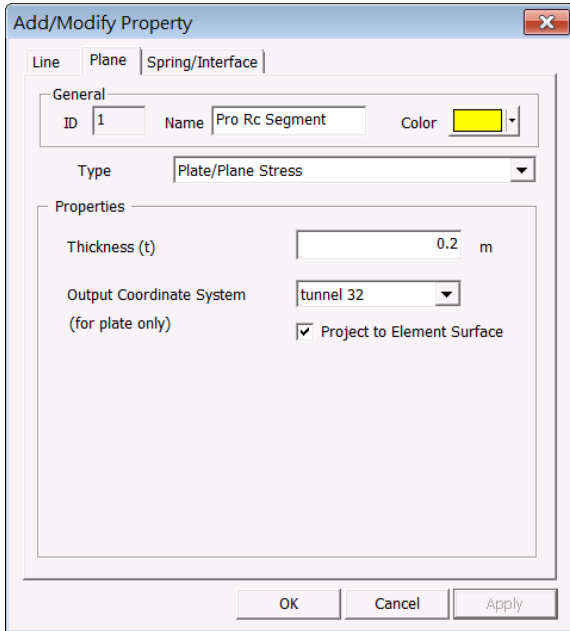 Add/Modify Property
Line Plane Spring/Interface
General
ID 1 Name Pro Rc Segment Color
Type Plate/Plane Stress
Properties
Thickness (t) 0.2 m
Output Coordinate System tunnel 32
(for plate only) Project to Element Surface
OK Cancel Apply